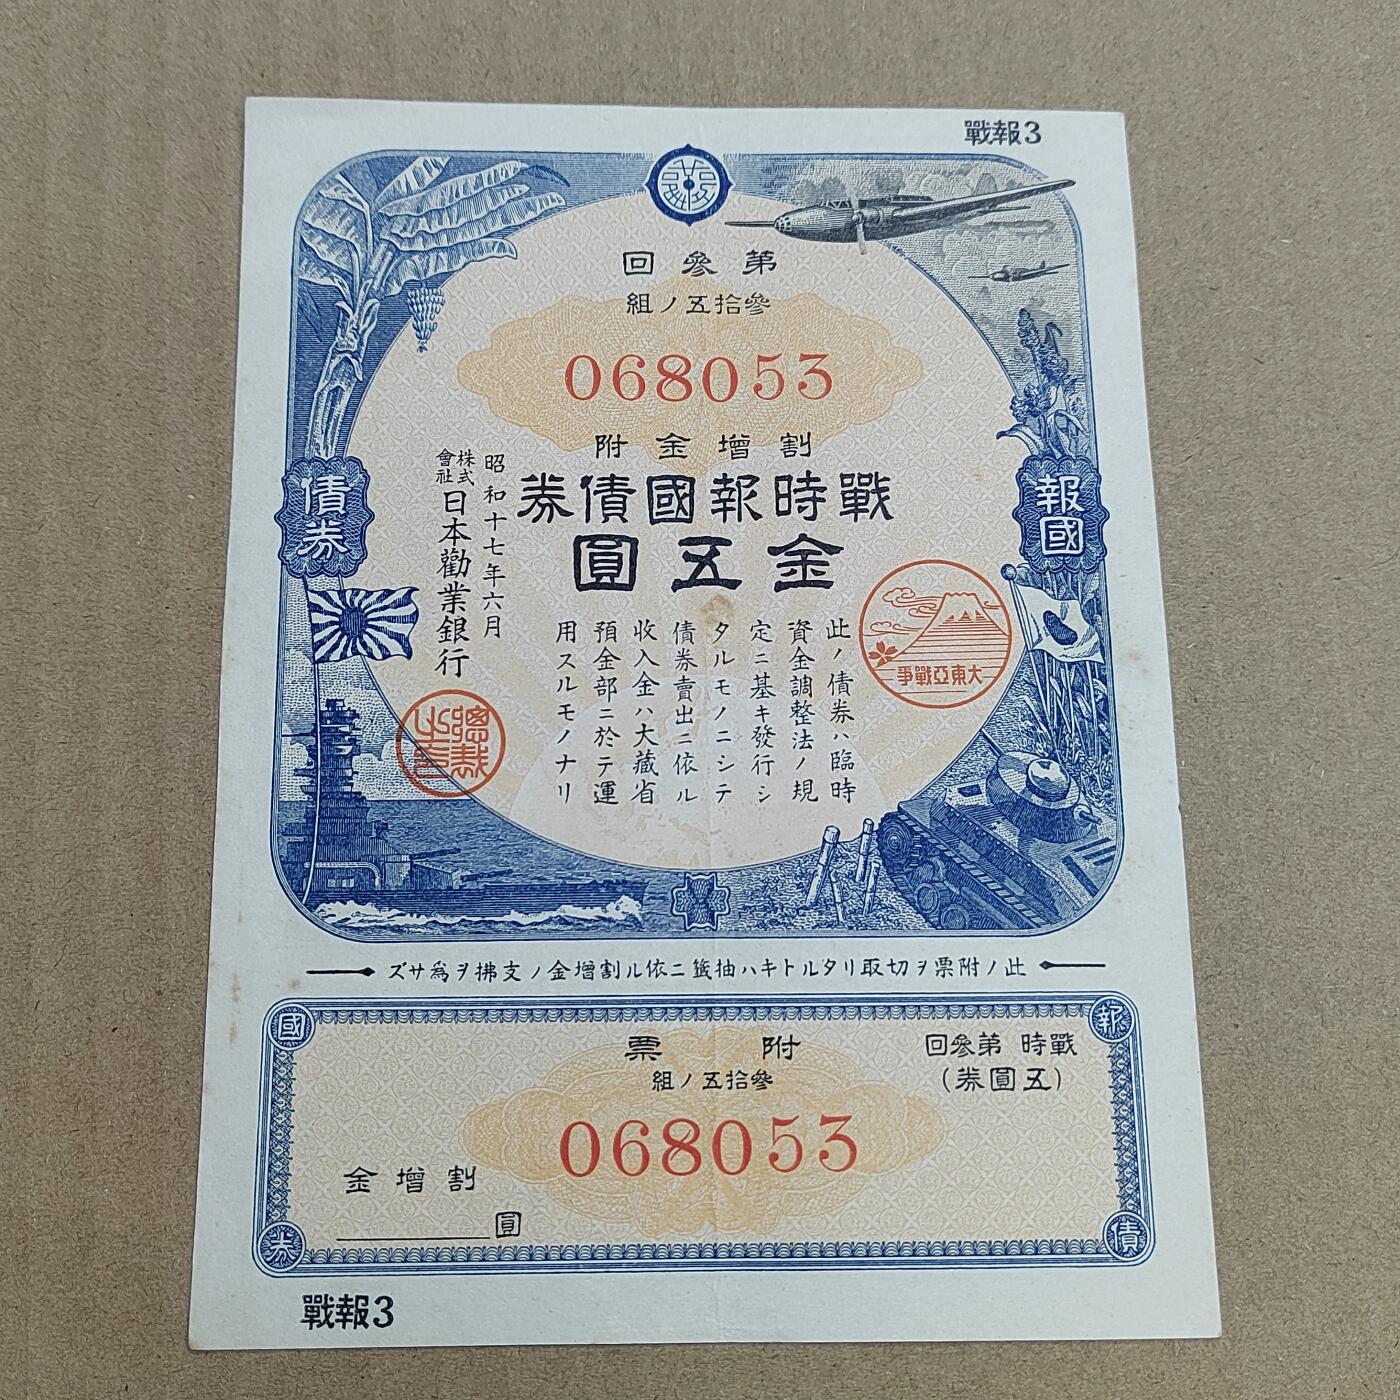 戰報3
第參回
參拾五ノ組
068053
割增金附
戰時報國債券
金五圓
報國
債券
此ノ債券ハ臨時
資金調整法ノ規
定ニ基キ發行シ
タルモノニシテ
債券賣出ニ依ル
收入金ハ大藏省
預金部ニ於テ運
用スルモノナリ
昭和十七年六月
株式會社日本勸業銀行
總裁之印
大東亞戰爭
此ノ附票ヲ切取リタルトキハ抽籤ニ依ル割增金ノ支拂ヲ爲サズ
報國債券
戰時 第參回
(五圓券)
附票
參拾五ノ組
068053
割增金
圓
戰報3